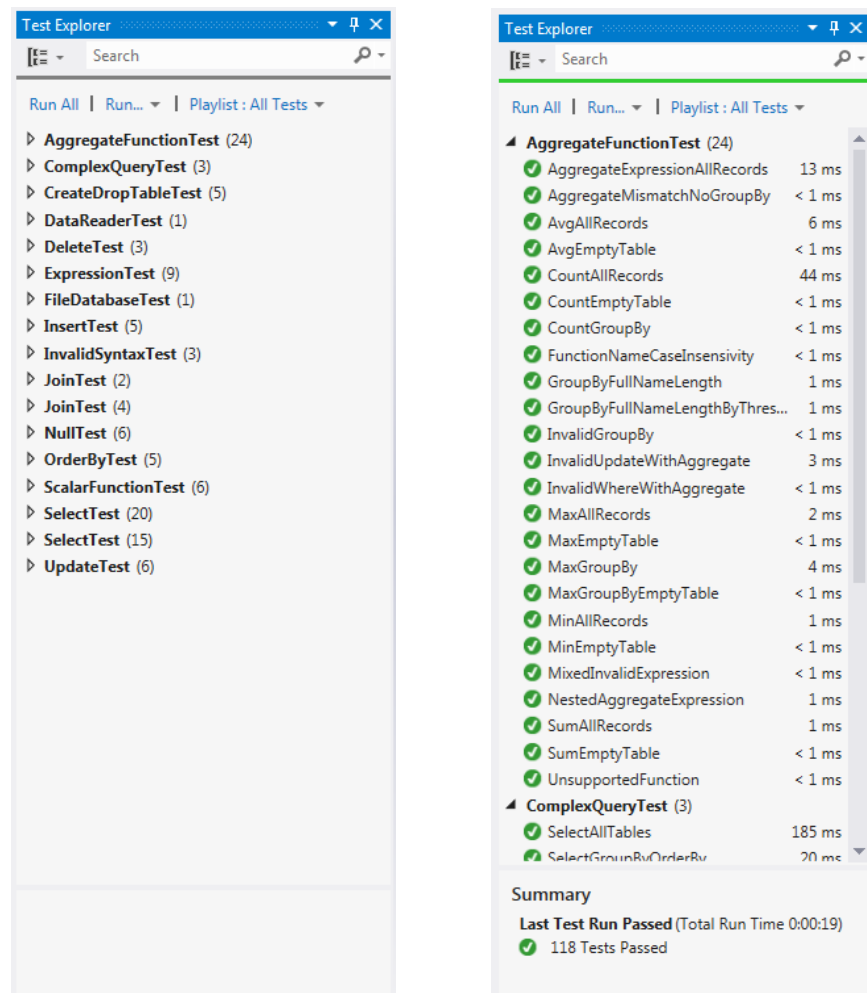 Test Explorer
Search
Run All | Run... | Playlist : All Tests
AggregateFunctionTest (24)
ComplexQueryTest (3)
CreateDropTableTest (5)
DataReaderTest (1)
DeleteTest (3)
ExpressionTest (9)
FileDatabaseTest (1)
InsertTest (5)
InvalidSyntaxTest (3)
JoinTest (2)
JoinTest (4)
NullTest (6)
OrderByTest (5)
ScalarFunctionTest (6)
SelectTest (20)
SelectTest (15)
UpdateTest (6)
Test Explorer
Search
Run All | Run... | Playlist : All Tests
AggregateFunctionTest (24)
AggregateExpressionAllRecords 13 ms
AggregateMismatchNoGroupBy < 1 ms
AvgAllRecords 6 ms
AvgEmptyTable < 1 ms
CountAllRecords 44 ms
CountEmptyTable < 1 ms
CountGroupBy < 1 ms
FunctionNameCaseInsensivity < 1 ms
GroupByFullNameLength 1 ms
GroupByFullNameLengthByThres... 1 ms
InvalidGroupBy < 1 ms
InvalidUpdateWithAggregate 3 ms
InvalidWhereWithAggregate < 1 ms
MaxAllRecords 2 ms
MaxEmptyTable < 1 ms
MaxGroupBy 4 ms
MaxGroupByEmptyTable < 1 ms
MinAllRecords 1 ms
MinEmptyTable < 1 ms
MixedInvalidExpression < 1 ms
NestedAggregateExpression 1 ms
SumAllRecords 1 ms
SumEmptyTable < 1 ms
UnsupportedFunction < 1 ms
ComplexQueryTest (3)
SelectAllTables 185 ms
SelectGroupByOrderBy 20 ms
Summary
Last Test Run Passed (Total Run Time 0:00:19)
118 Tests Passed